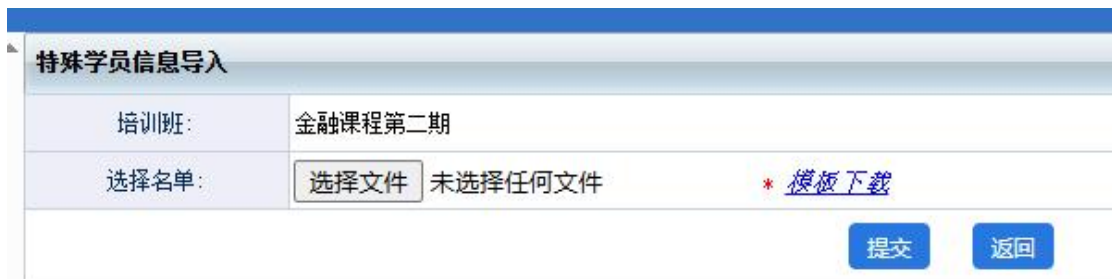 特殊学员信息导入
培训班: 金融课程第二期
选择名单: 选择文件 未选择任何文件 * 模板下载
提交 返回